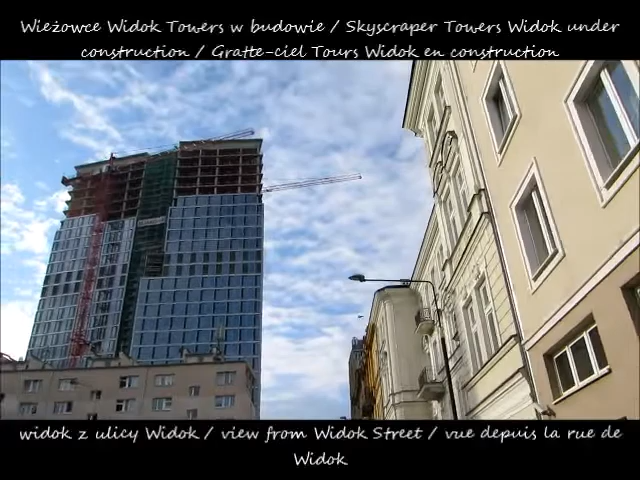 Wieżowce Widok Towers w budowie / Skyscraper Towers Widok under
construction / Gratte-ciel Tours Widok en construction
widok z ulicy Widok / view from Widok Street / vue depuis la rue de
Widok